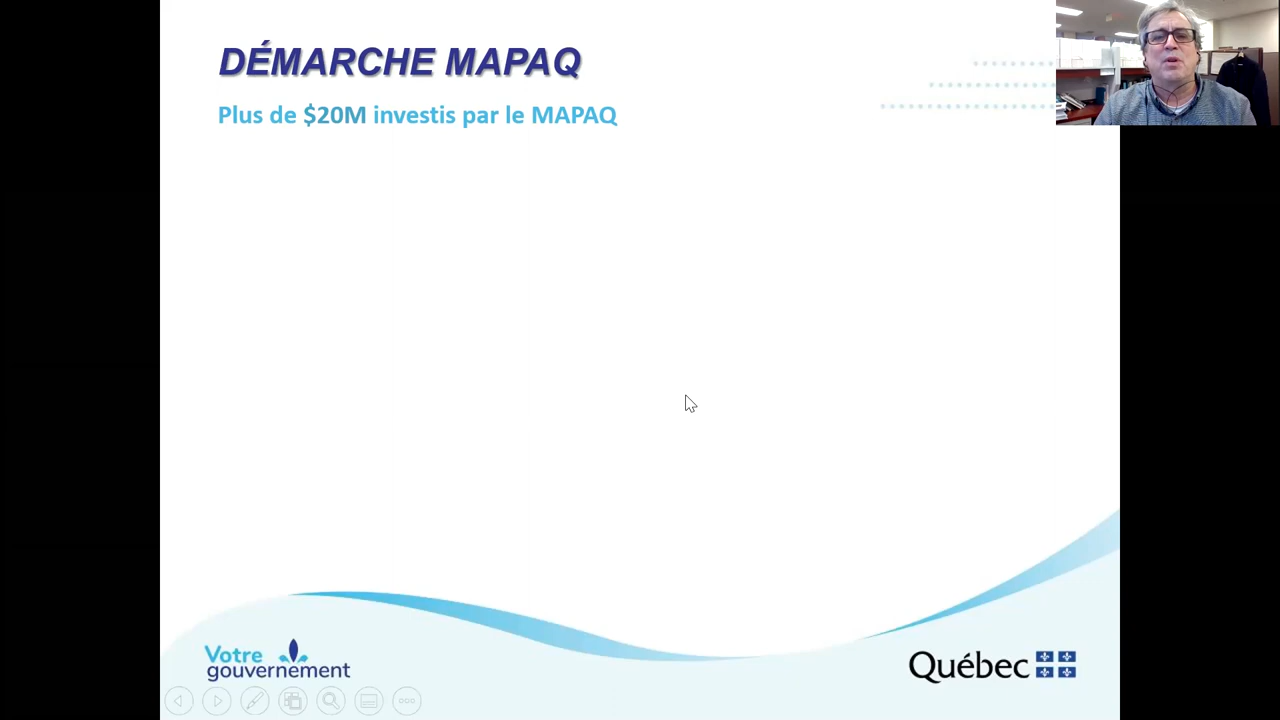 DÉMARCHE MAPAQ
Plus de $20M investis par le MAPAQ
Votre
gouvernement
Québec